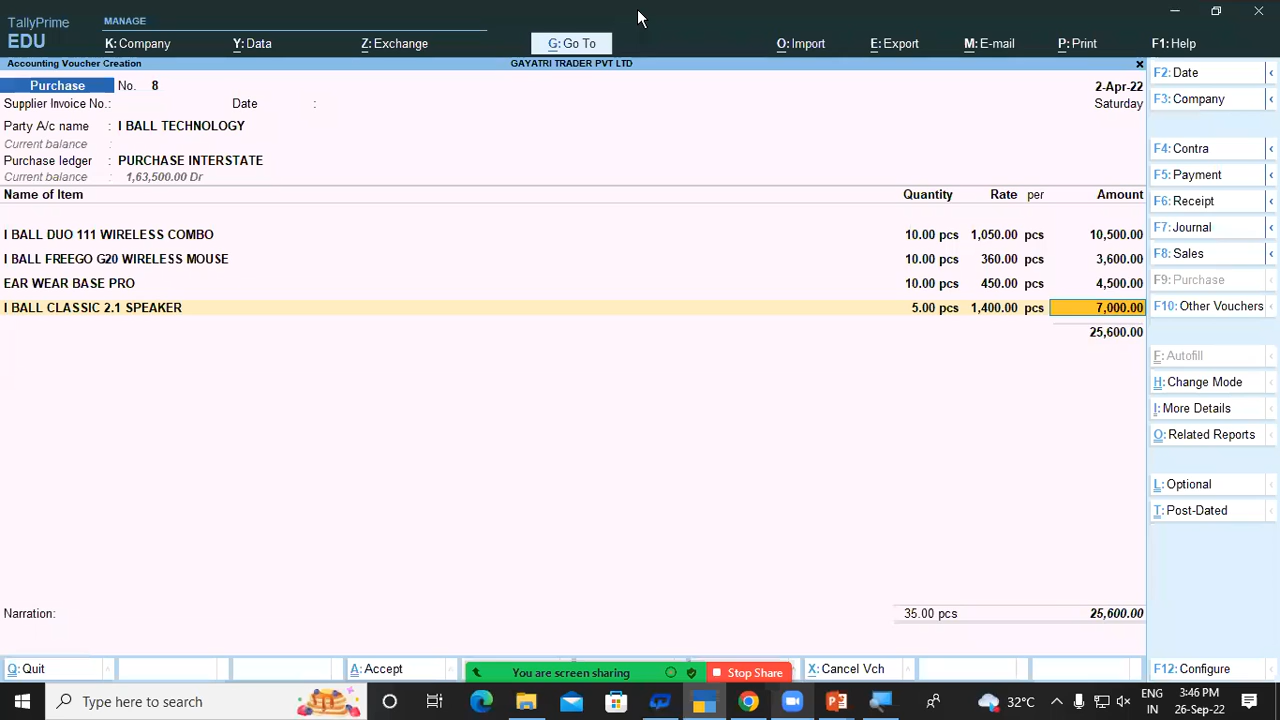 TallyPrime
EDU
MANAGE
K: Company
Y: Data
Z: Exchange
G: Go To
O: Import
E: Export
M: E-mail
P: Print
F1: Help
Accounting Voucher Creation
GAYATRI TRADER PVT LTD
Purchase No. 8
2-Apr-22
Supplier Invoice No.: Date :
Saturday
Party A/c name : I BALL TECHNOLOGY
Current balance :
Purchase ledger : PURCHASE INTERSTATE
Current balance : 1,63,500.00 Dr
Name of Item Quantity Rate per Amount
I BALL DUO 111 WIRELESS COMBO 10.00 pcs 1,050.00 pcs 10,500.00
I BALL FREEGO G20 WIRELESS MOUSE 10.00 pcs 360.00 pcs 3,600.00
EAR WEAR BASE PRO 10.00 pcs 450.00 pcs 4,500.00
I BALL CLASSIC 2.1 SPEAKER 5.00 pcs 1,400.00 pcs 7,000.00
25,600.00
Narration: 35.00 pcs 25,600.00
F2: Date
F3: Company
F4: Contra
F5: Payment
F6: Receipt
F7: Journal
F8: Sales
F9: Purchase
F10: Other Vouchers
F: Autofill
H: Change Mode
I: More Details
O: Related Reports
L: Optional
T: Post-Dated
Q: Quit
A: Accept
You are screen sharing
Stop Share
X: Cancel Vch
F12: Configure
Type here to search
32°C
ENG
IN
3:46 PM
26-Sep-22